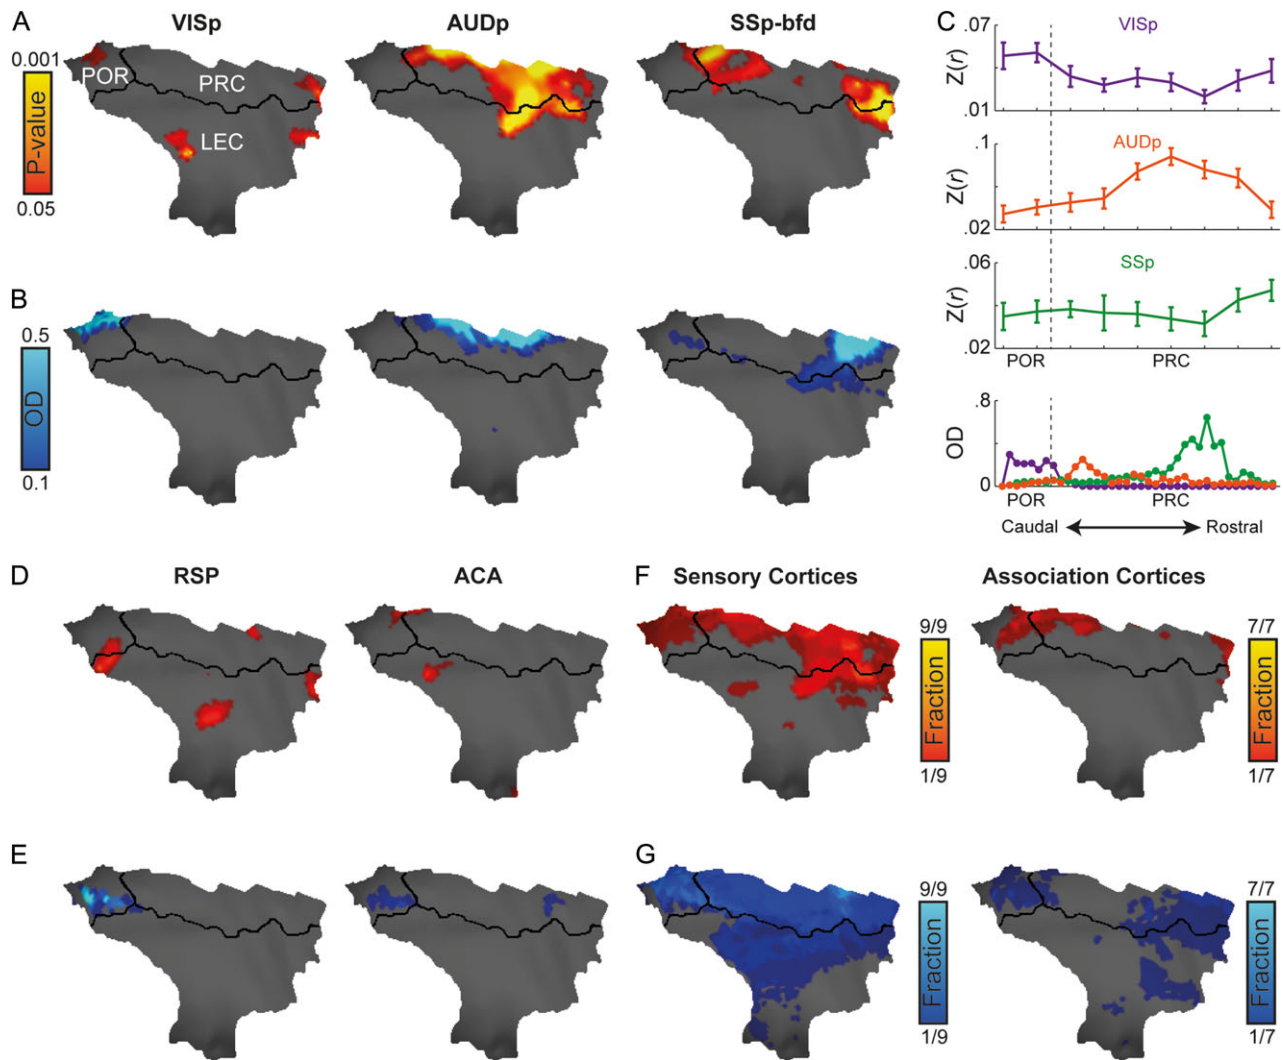 A
VISp
AUDp
SSp-bfd
0.001
P-value
0.05
POR
PRC
LEC
B
0.5
OD
0.1
C
VISp
.07
Z(r)
.01
AUDp
.1
Z(r)
.02
SSp
.06
Z(r)
.02
POR
PRC
.8
OD
0
POR
PRC
Caudal
Rostral
D
RSP
ACA
F
Sensory Cortices
Association Cortices
9/9
Fraction
1/9
7/7
Fraction
1/7
E
G
9/9
Fraction
1/9
7/7
Fraction
1/7